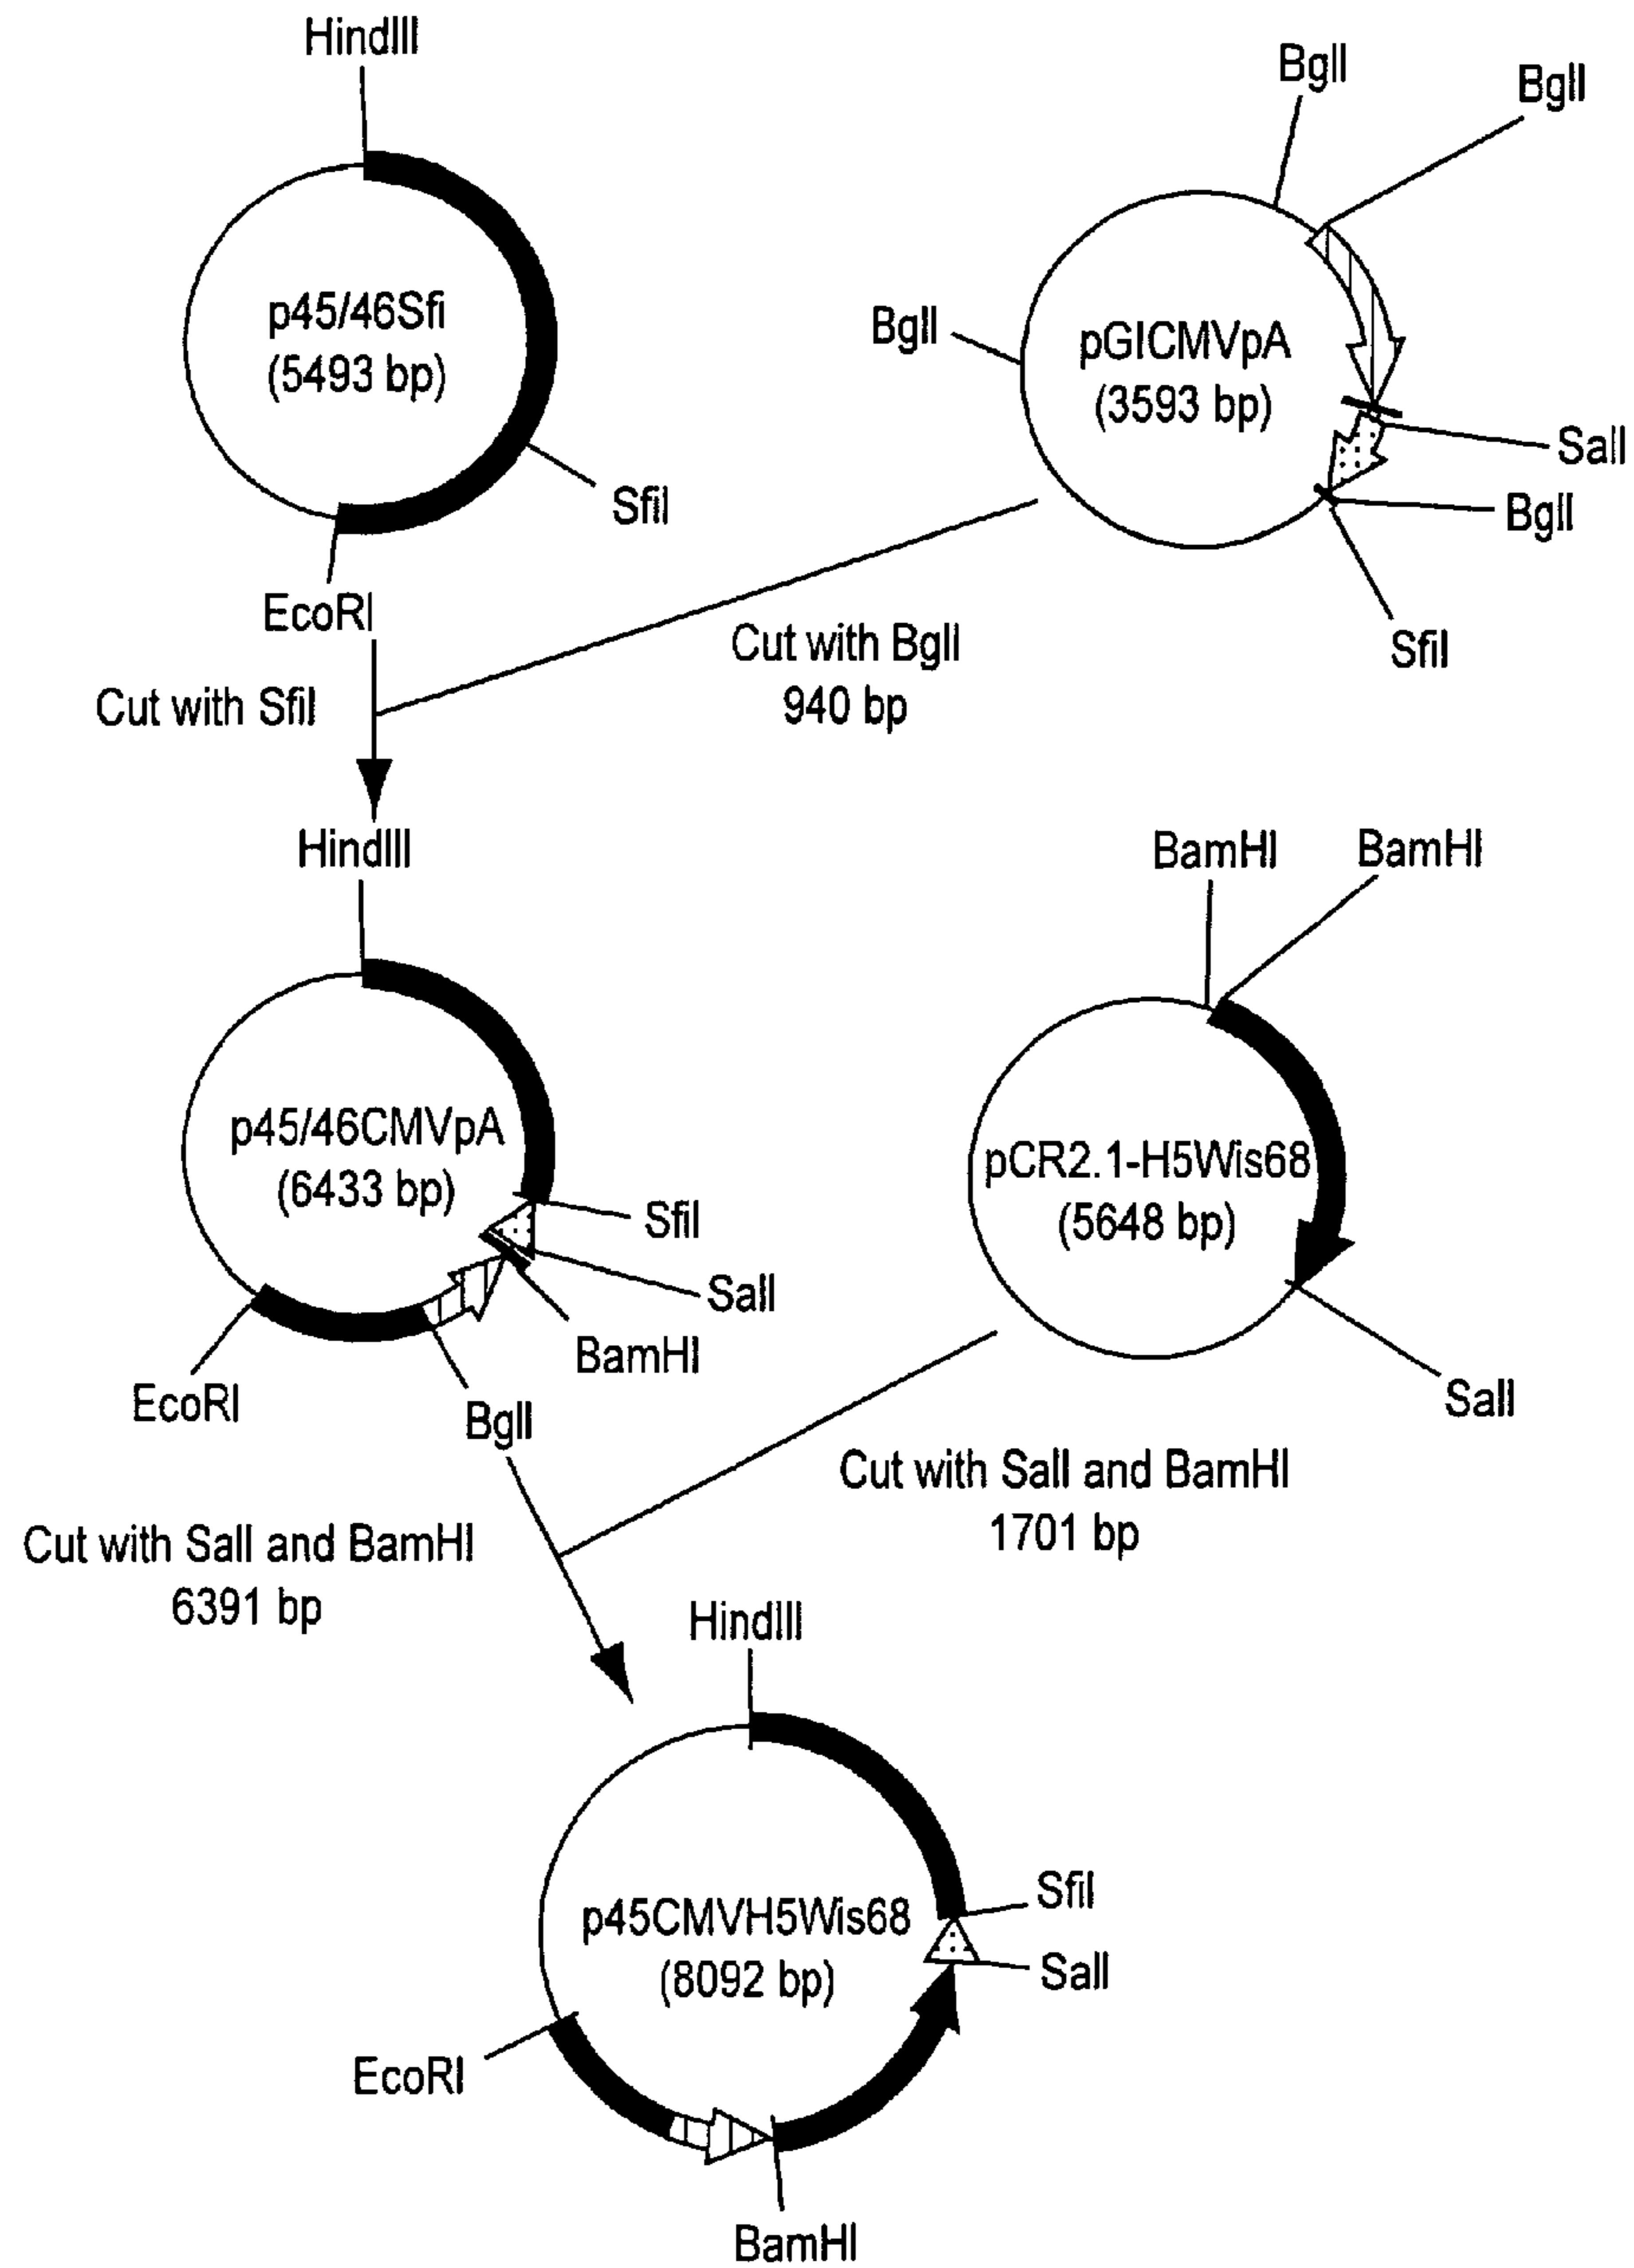 HindIII
p45/46Sfi
(5493 bp)
SfiI
EcoRI
BglI
BglI
BglI
pGICMVpA
(3593 bp)
SalI
BglI
SfiI
Cut with BglI
940 bp
Cut with SfiI
HindIII
p45/46CMVpA
(6433 bp)
SfiI
SalI
BamHI
EcoRI
BglI
BamHI
BamHI
pCR2.1-H5Wis68
(5648 bp)
SalI
Cut with SalI and BamHI
1701 bp
Cut with SalI and BamHI
6391 bp
HindIII
p45CMVH5Wis68
(8092 bp)
SfiI
SalI
EcoRI
BamHI